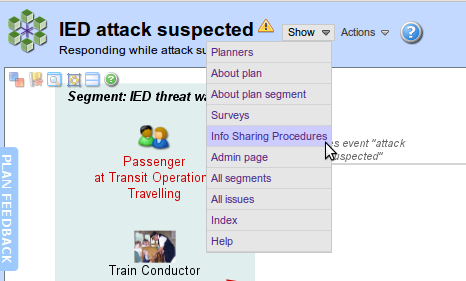 IED attack suspected
Show
Actions
Responding while attack su
Planners
About plan
About plan segment
Surveys
Info Sharing Procedures
Admin page
All segments
All issues
Index
Help
Segment: IED threat wa
Passenger
at Transit Operation
Travelling
Train Conductor
s event "attack
uspected"
PLAN FEEDBACK